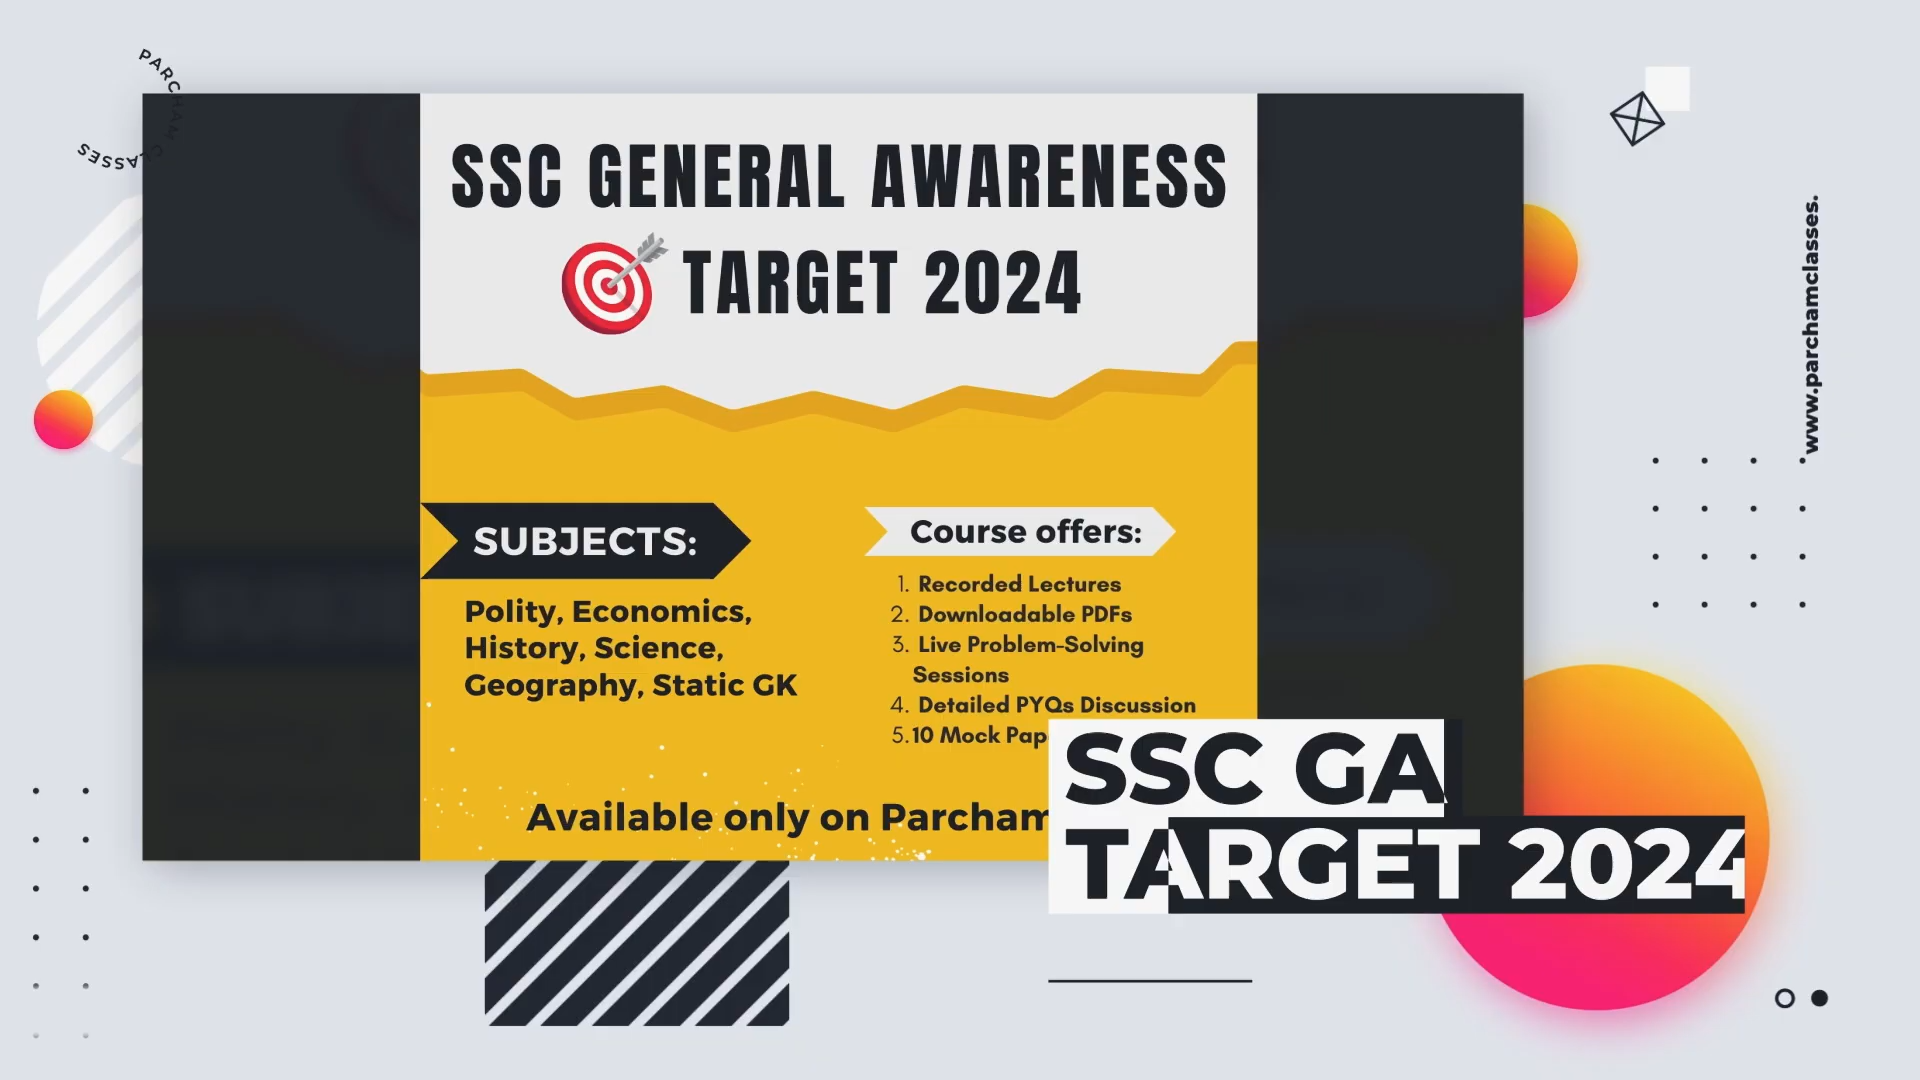 PARCHAM CLASSES
SSC GENERAL AWARENESS
TARGET 2024
SUBJECTS:
Polity, Economics,
History, Science,
Geography, Static GK
Course offers:
1. Recorded Lectures
2. Downloadable PDFs
3. Live Problem-Solving
Sessions
4. Detailed PYQs Discussion
5. 10 Mock Pap
Available only on Parcham
SSC GA
TARGET 2024
www.parchamclasses.